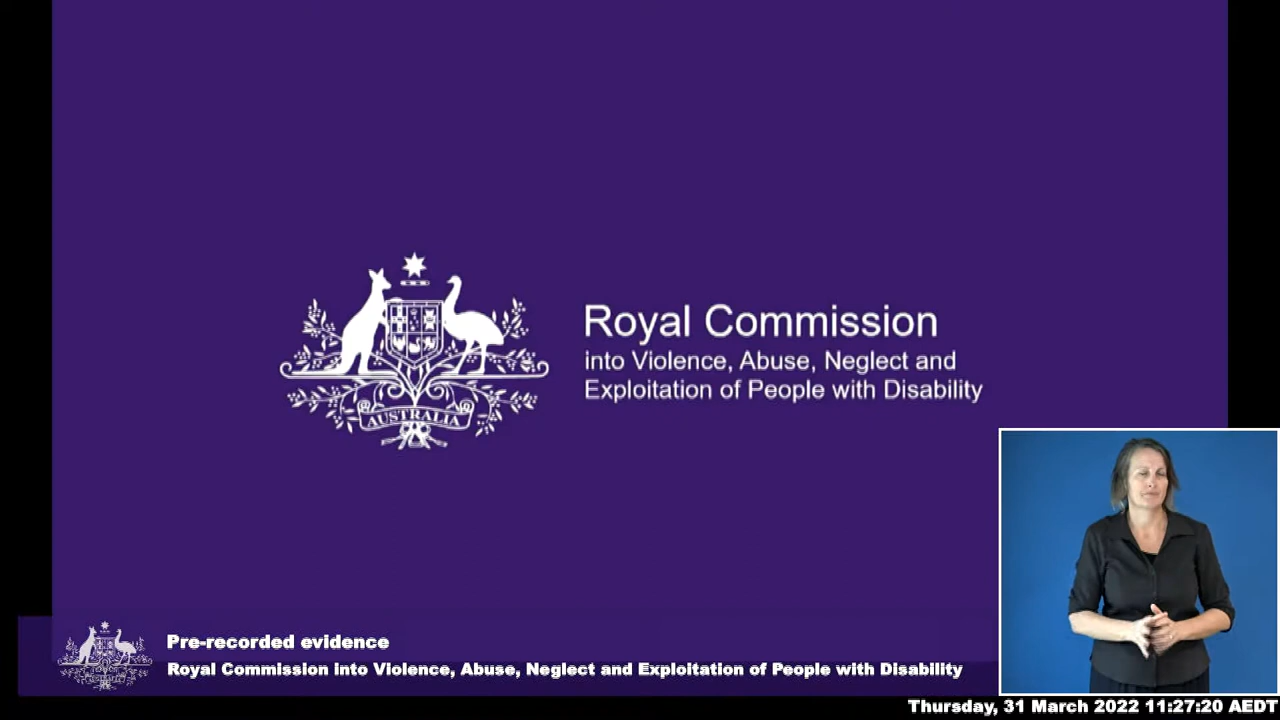 Royal Commission
into Violence, Abuse, Neglect and
Exploitation of People with Disability
AUSTRALIA
Pre-recorded evidence
Royal Commission into Violence, Abuse, Neglect and Exploitation of People with Disability
Thursday, 31 March 2022 11:27:20 AEDT